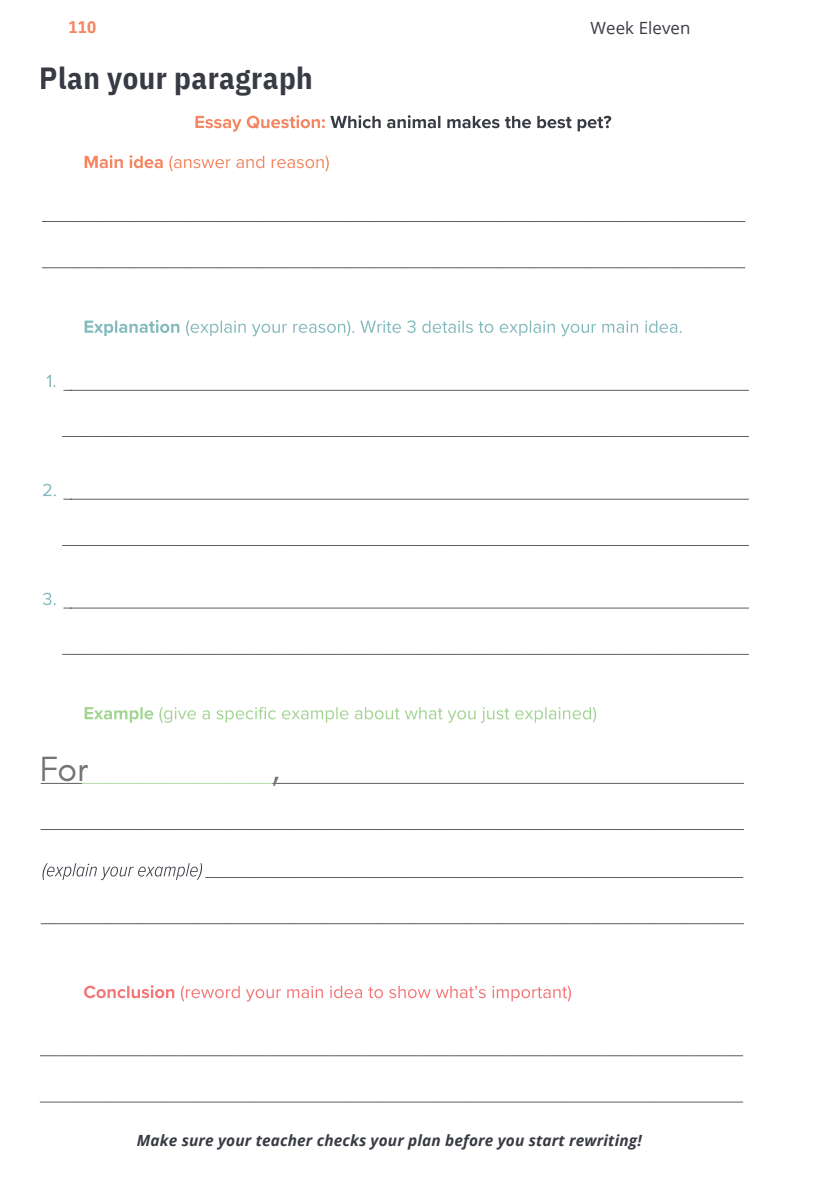 110
Week Eleven
Plan your paragraph
Essay Question: Which animal makes the best pet?
Main idea (answer and reason)
Explanation (explain your reason). Write 3 details to explain your main idea.
1.
2.
3.
Example (give a specific example about what you just explained)
For ,
(explain your example)
Conclusion (reword your main idea to show what's important)
Make sure your teacher checks your plan before you start rewriting!